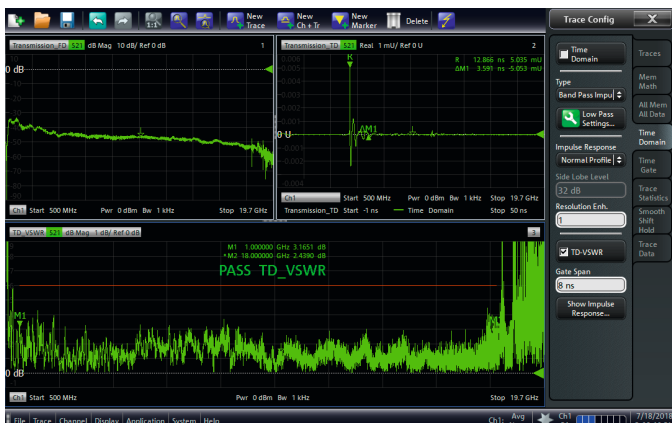 New Trace
New Ch + Tr
New Marker
Delete
Trace Config
X
Transmission_FD S21 dB Mag 10 dB/ Ref 0 dB 1
0 dB
Ch1 Start 500 MHz Pwr 0 dBm Bw 1 kHz Stop 19.7 GHz
Transmission_TD S21 Real 1 mU/ Ref 0 U 2
R 12.866 ns 5.035 mU
ΔM1 3.591 ns -5.053 mU
R
ΔM1
0 U
Ch1 Start 500 MHz Pwr 0 dBm Bw 1 kHz Stop 19.7 GHz
Transmission_TD Start -1 ns — Time Domain Stop 50 ns
TD_VSWR S21 dB Mag 1 dB/ Ref 0 dB 3
M1 1.000000 GHz 3.1651 dB
•M2 18.000000 GHz 2.4390 dB
PASS TD_VSWR
M1
0 dB
Ch1 Start 500 MHz Pwr 0 dBm Bw 1 kHz Stop 19.7 GHz
Time Domain
Type
Band Pass Impu
Low Pass Settings...
Impulse Response
Normal Profile
Side Lobe Level
32 dB
Resolution Enh.
1
TD-VSWR
Gate Span
8 ns
Show Impulse Response...
Traces
Mem Math
All Mem All Data
Time Domain
Time Gate
Trace Statistics
Smooth Shift Hold
Trace Data
File Trace Channel Display Application System Help
Ch1: Avg
Ch1
7/18/2018